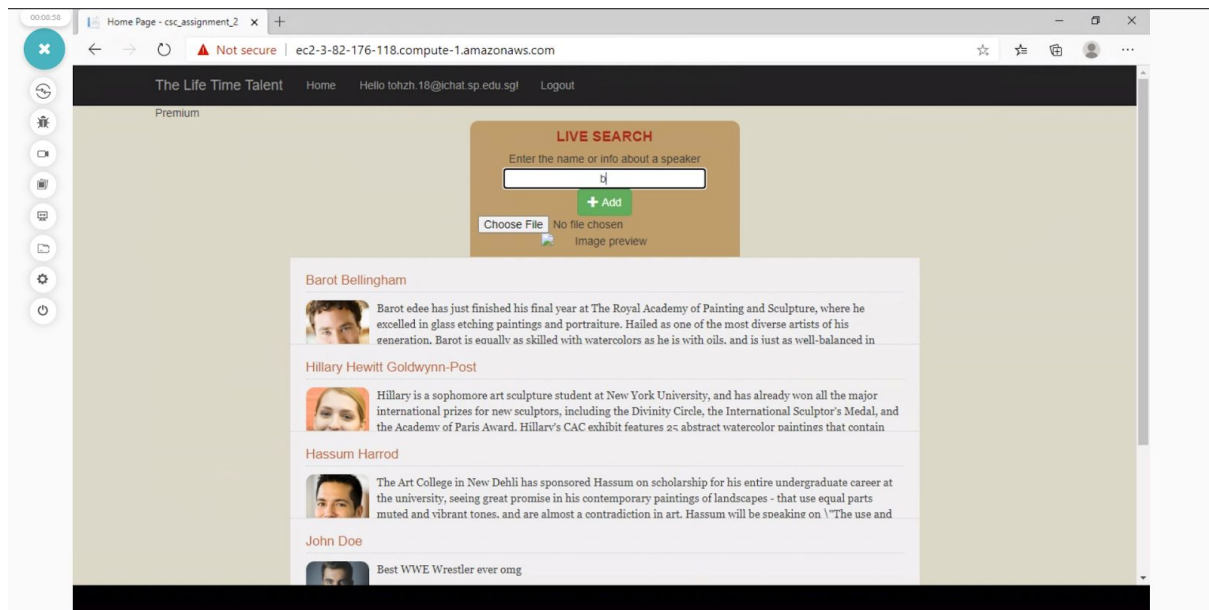 00:08:58
Home Page - csc_assignment_2
Not secure | ec2-3-82-176-118.compute-1.amazonaws.com
The Life Time Talent Home Hello tohzh.18@ichat.sp.edu.sg! Logout
Premium
LIVE SEARCH
Enter the name or info about a speaker
b
+ Add
Choose File No file chosen
Image preview
Barot Bellingham
Barot edee has just finished his final year at The Royal Academy of Painting and Sculpture, where he
excelled in glass etching paintings and portraiture. Hailed as one of the most diverse artists of his
generation, Barot is equally as skilled with watercolors as he is with oils, and is just as well-balanced in
Hillary Hewitt Goldwynn-Post
Hillary is a sophomore art sculpture student at New York University, and has already won all the major
international prizes for new sculptors, including the Divinity Circle, the International Sculptor's Medal, and
the Academy of Paris Award. Hillary's CAC exhibit features 25 abstract watercolor paintings that contain
Hassum Harrod
The Art College in New Dehli has sponsored Hassum on scholarship for his entire undergraduate career at
the university, seeing great promise in his contemporary paintings of landscapes - that use equal parts
muted and vibrant tones, and are almost a contradiction in art. Hassum will be speaking on \"The use and
John Doe
Best WWE Wrestler ever omg